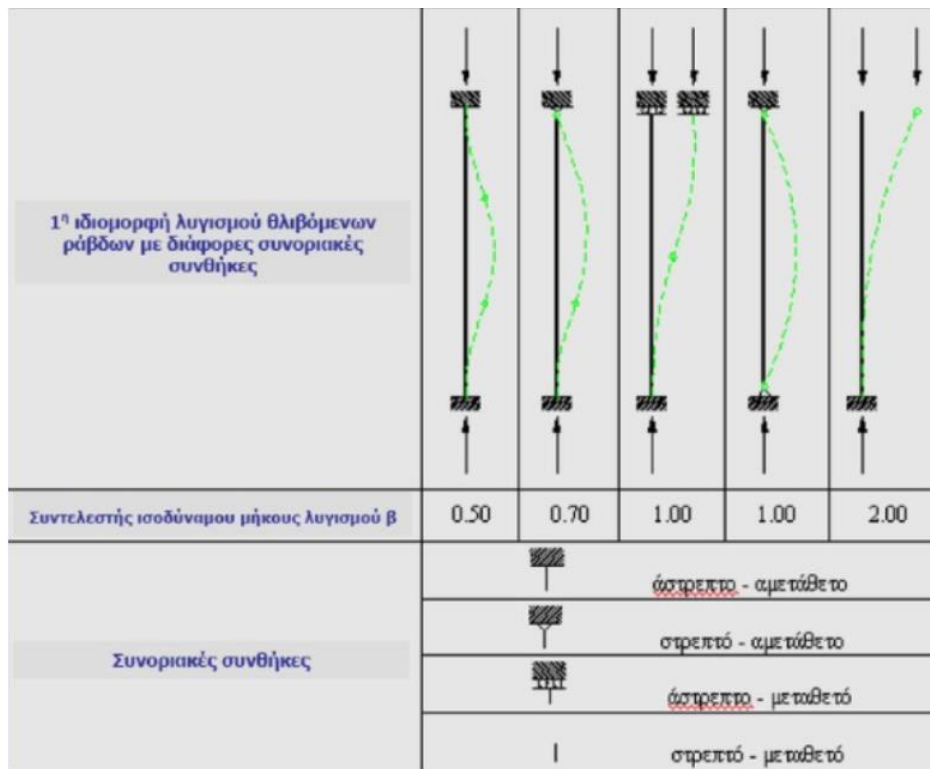 1η ιδιομορφή λυγισμού θλιβόμενων
ράβδων με διάφορες συνοριακές
συνθήκες
Συντελεστής ισοδύναμου μήκους λυγισμού β
0.50 0.70 1.00 1.00 2.00
Συνοριακές συνθήκες
άστρεπτο - αμετάθετο
στρεπτό - αμετάθετο
άστρεπτο - μεταθετό
στρεπτό - μεταθετό